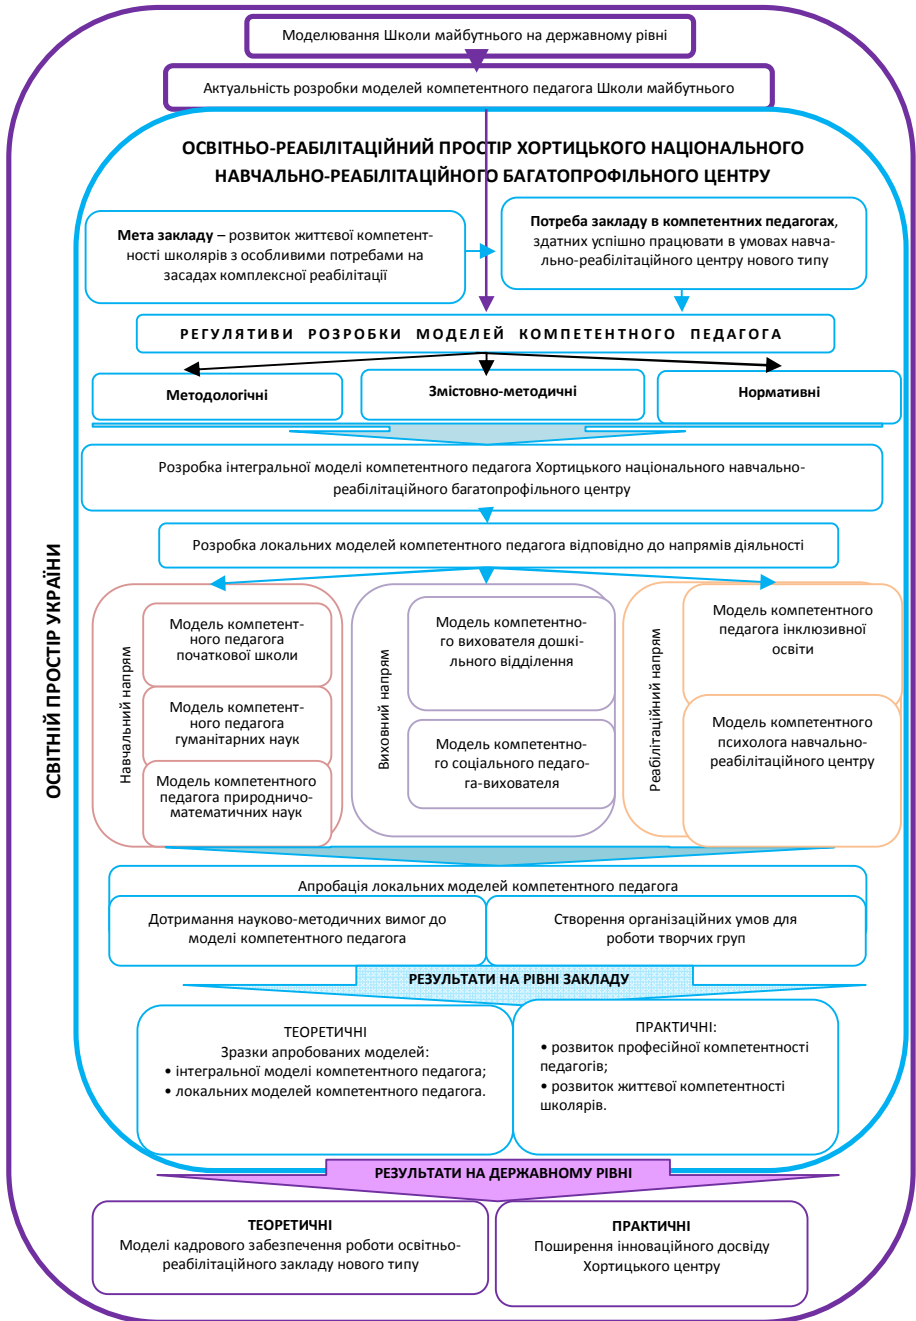 Моделювання Школи майбутнього на державному рівні
Актуальність розробки моделей компетентного педагога Школи майбутнього
ОСВІТНЬО-РЕАБІЛІТАЦІЙНИЙ ПРОСТІР ХОРТИЦЬКОГО НАЦІОНАЛЬНОГО
НАВЧАЛЬНО-РЕАБІЛІТАЦІЙНОГО БАГАТОПРОФІЛЬНОГО ЦЕНТРУ
Мета закладу – розвиток життєвої компетент-
ності школярів з особливими потребами на
засадах комплексної реабілітації
Потреба закладу в компетентних педагогах,
здатних успішно працювати в умовах навча-
льно-реабілітаційного центру нового типу
РЕГУЛЯТИВИ РОЗРОБКИ МОДЕЛЕЙ КОМПЕТЕНТНОГО ПЕДАГОГА
Методологічні
Змістовно-методичні
Нормативні
Розробка інтегральної моделі компетентного педагога Хортицького національного навчально-
реабілітаційного багатопрофільного центру
Розробка локальних моделей компетентного педагога відповідно до напрямів діяльності
ОСВІТНІЙ ПРОСТІР УКРАЇНИ
Навчальний напрям
Модель компетент-
ного педагога
початкової школи
Модель компетент-
ного педагога
гуманітарних наук
Модель компетентного
педагога природничо-
математичних наук
Виховний напрям
Модель компетентно-
го вихователя дошкі-
льного відділення
Модель компетентно-
го соціального педаго-
га-вихователя
Реабілітаційний напрям
Модель компетентного
педагога інклюзивної
освіти
Модель компетентного
психолога навчально-
реабілітаційного центру
Апробація локальних моделей компетентного педагога
Дотримання науково-методичних вимог до
моделі компетентного педагога
Створення організаційних умов для
роботи творчих груп
РЕЗУЛЬТАТИ НА РІВНІ ЗАКЛАДУ
ТЕОРЕТИЧНІ
Зразки апробованих моделей:
• інтегральної моделі компетентного педагога;
• локальних моделей компетентного педагога.
ПРАКТИЧНІ:
• розвиток професійної компетентності
педагогів;
• розвиток життєвої компетентності
школярів.
РЕЗУЛЬТАТИ НА ДЕРЖАВНОМУ РІВНІ
ТЕОРЕТИЧНІ
Моделі кадрового забезпечення роботи освітньо-
реабілітаційного закладу нового типу
ПРАКТИЧНІ
Поширення інноваційного досвіду
Хортицького центру